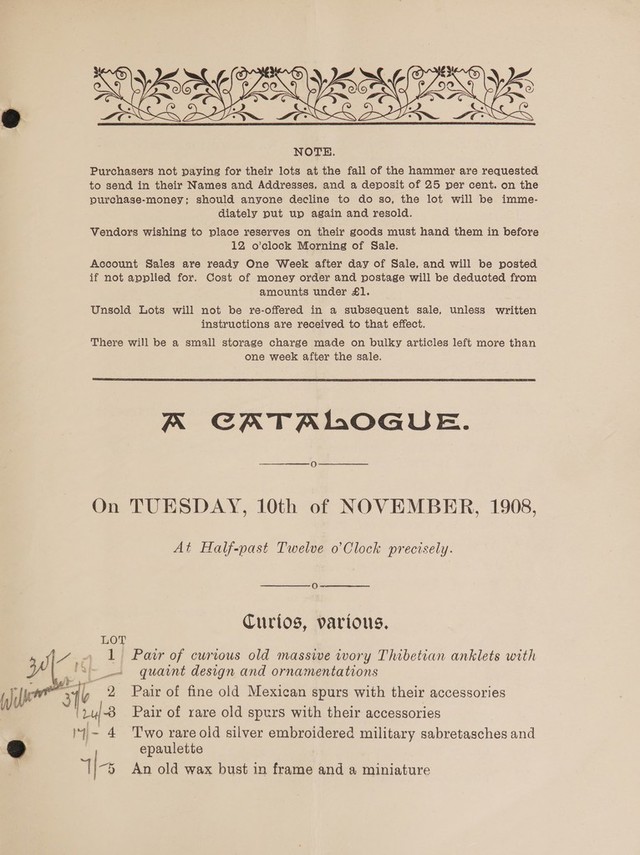 NOTE.
Purchasers not paying for their lots at the fall of the hammer are requested
to send in their Names and Addresses, and a deposit of 25 per cent. on the
purchase-money; should anyone decline to do so, the lot will be imme-
diately put up again and resold.
Vendors wishing to place reserves on their goods must hand them in before
12 o'clock Morning of Sale.
Account Sales are ready One Week after day of Sale, and will be posted
if not applied for. Cost of money order and postage will be deducted from
amounts under £1.
Unsold Lots will not be re-offered in a subsequent sale, unless written
instructions are received to that effect.
There will be a small storage charge made on bulky articles left more than
one week after the sale.
A CATALOGUE.
On TUESDAY, 10th of NOVEMBER, 1908,
At Half-past Twelve o'Clock precisely.
Curios, various.
LOT
30/- 15/- 1 Pair of curious old massive ivory Thibetian anklets with
quaint design and ornamentations
37/6 2 Pair of fine old Mexican spurs with their accessories
24/- 3 Pair of rare old spurs with their accessories
17/- 4 Two rare old silver embroidered military sabretasches and
epaulette
7/- 5 An old wax bust in frame and a miniature